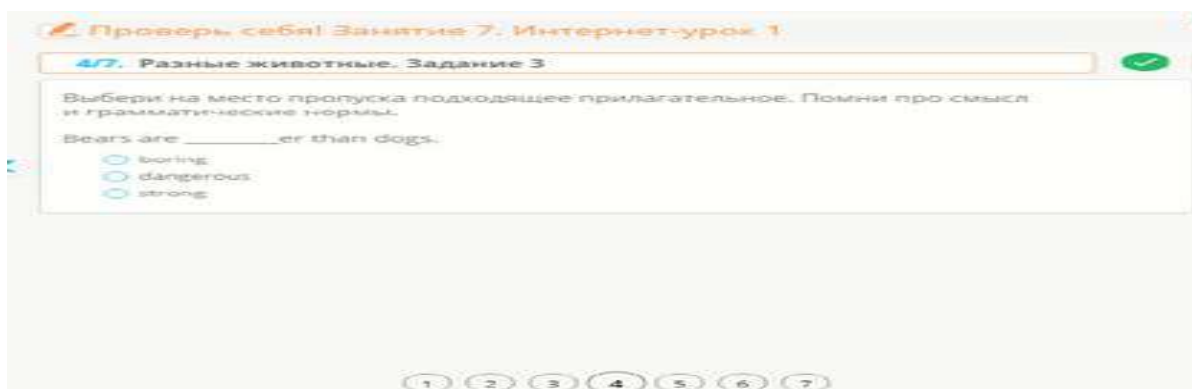 Проверь себя! Занятие 7. Интернет-урок 1
4/7. Разные животные. Задание 3
Выбери на место пропуска подходящее прилагательное. Помни про смысл
и грамматические нормы.
Bears are ________er than dogs.
boring
dangerous
strong
1 2 3 4 5 6 7